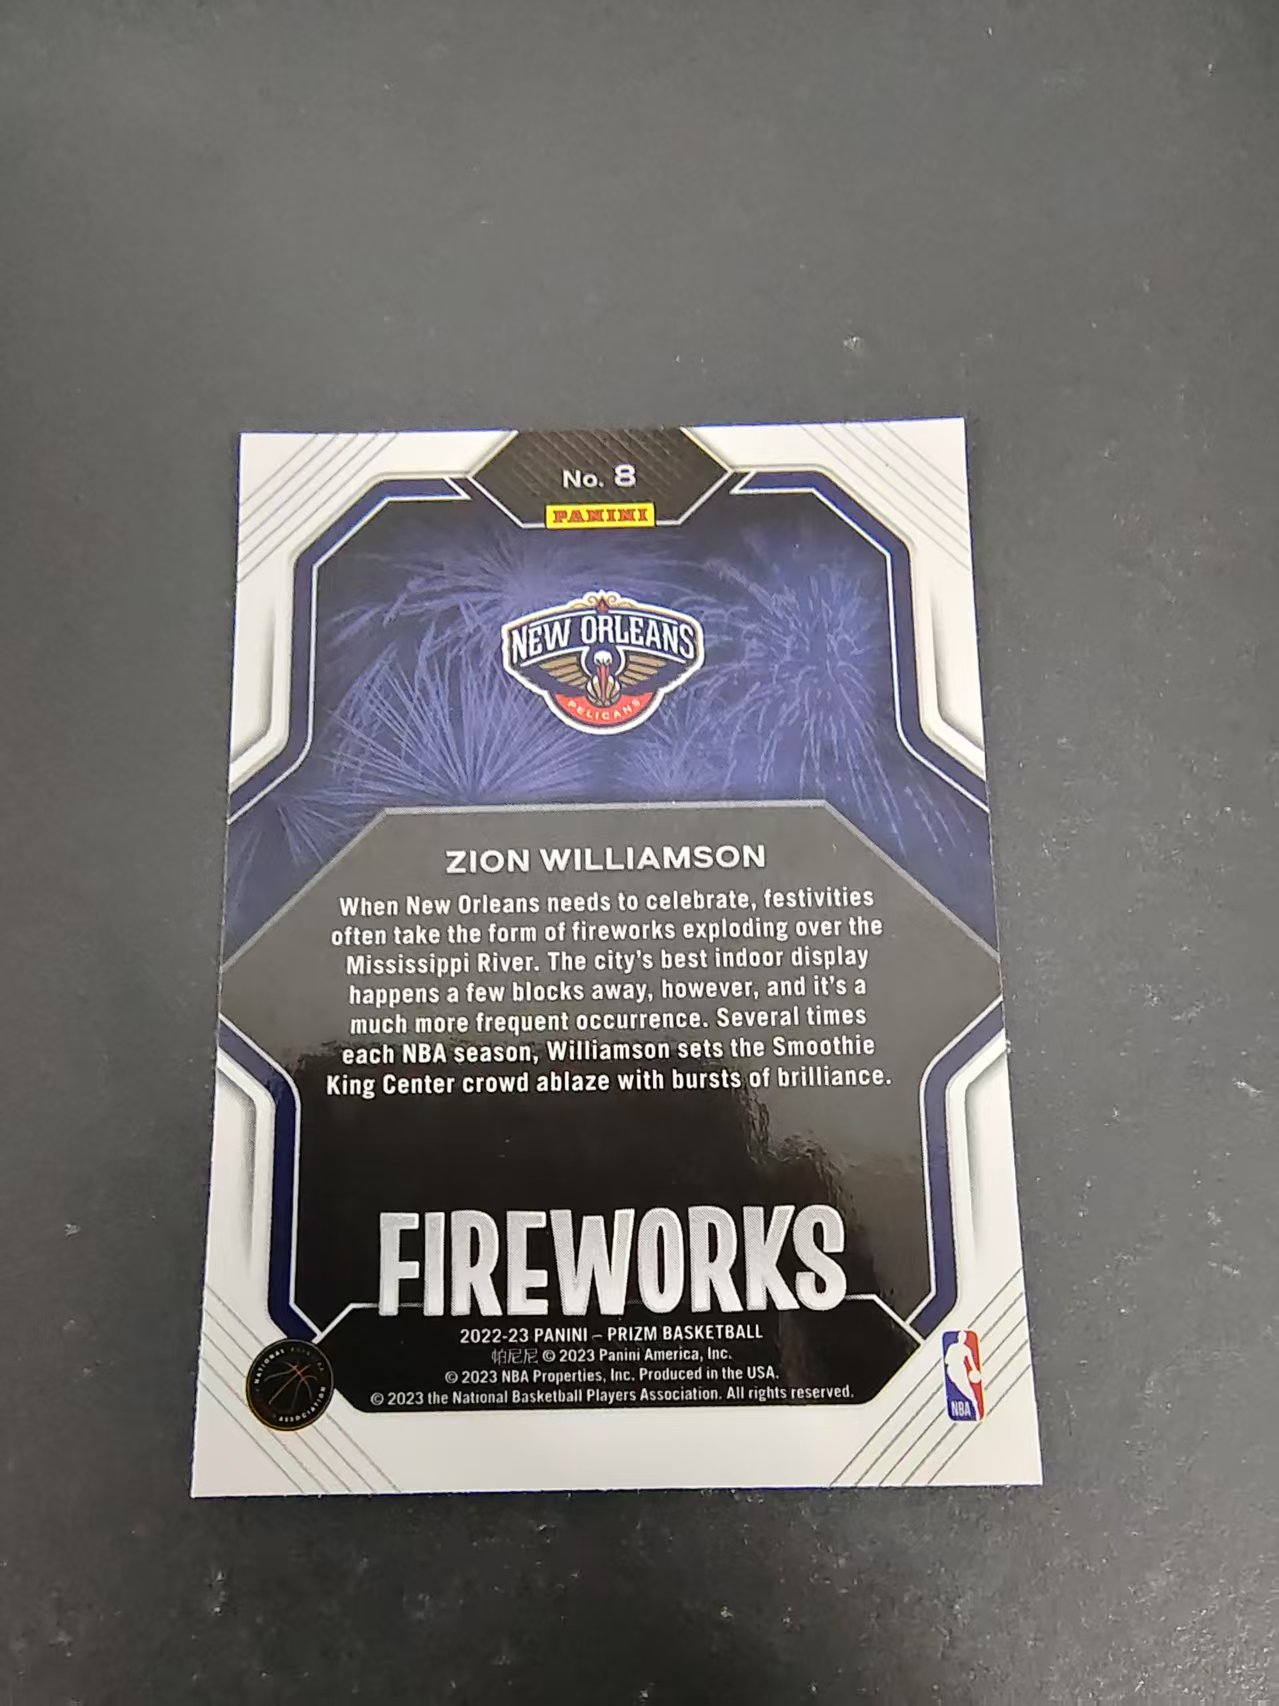 No. 8
PANINI
NEW ORLEANS
PELICANS
ZION WILLIAMSON
When New Orleans needs to celebrate, festivities
often take the form of fireworks exploding over the
Mississippi River. The city's best indoor display
happens a few blocks away, however, and it's a
much more frequent occurrence. Several times
each NBA season, Williamson sets the Smoothie
King Center crowd ablaze with bursts of brilliance.
FIREWORKS
2022-23 PANINI – PRIZM BASKETBALL
帕尼尼 © 2023 Panini America, Inc.
© 2023 NBA Properties, Inc. Produced in the USA.
© 2023 the National Basketball Players Association. All rights reserved.
NATIONAL
ASSOCIATION
NBA